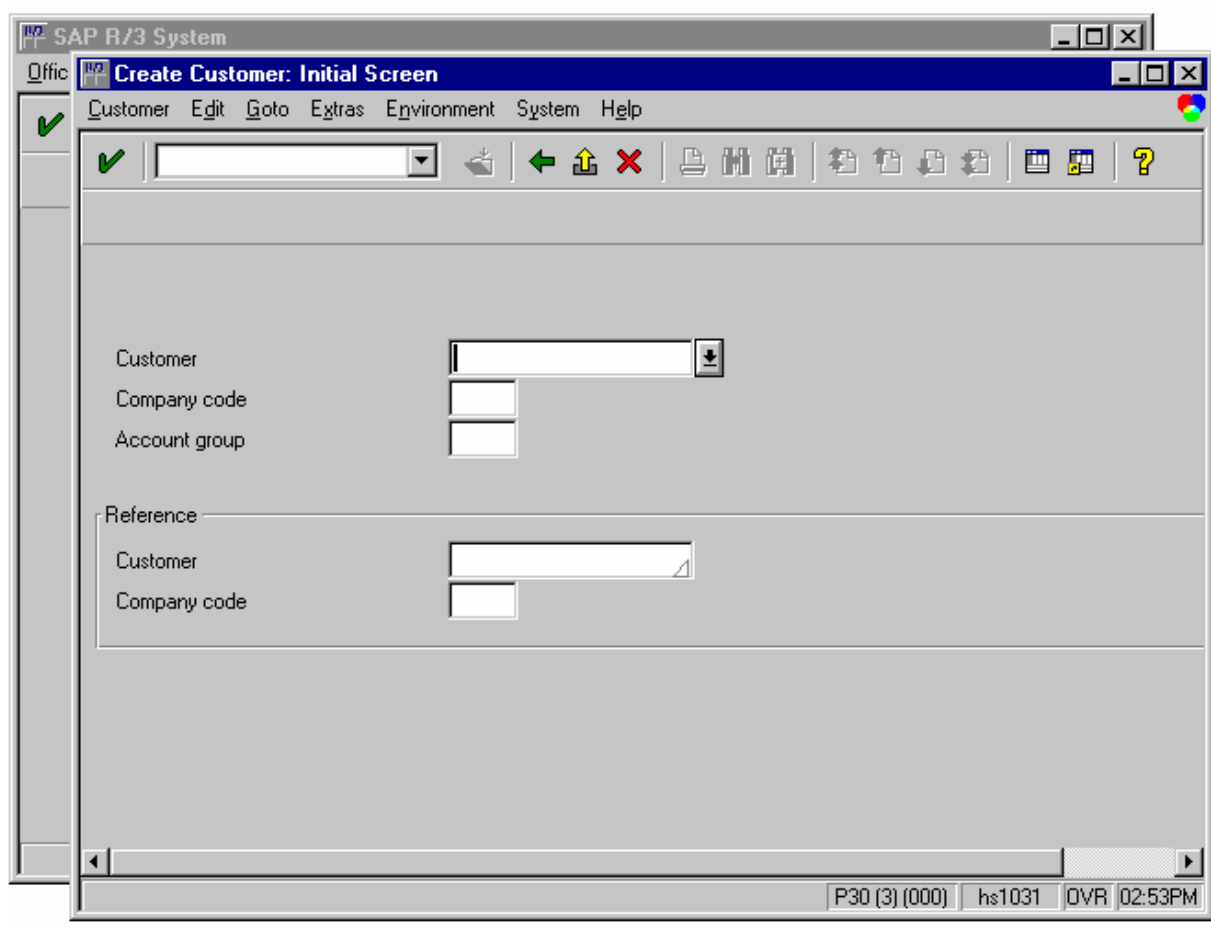 SAP R/3 System
Offic
Create Customer: Initial Screen
Customer Edit Goto Extras Environment System Help
Customer
Company code
Account group
Reference
Customer
Company code
P30 (3) (000) hs1031 OVR 02:53PM